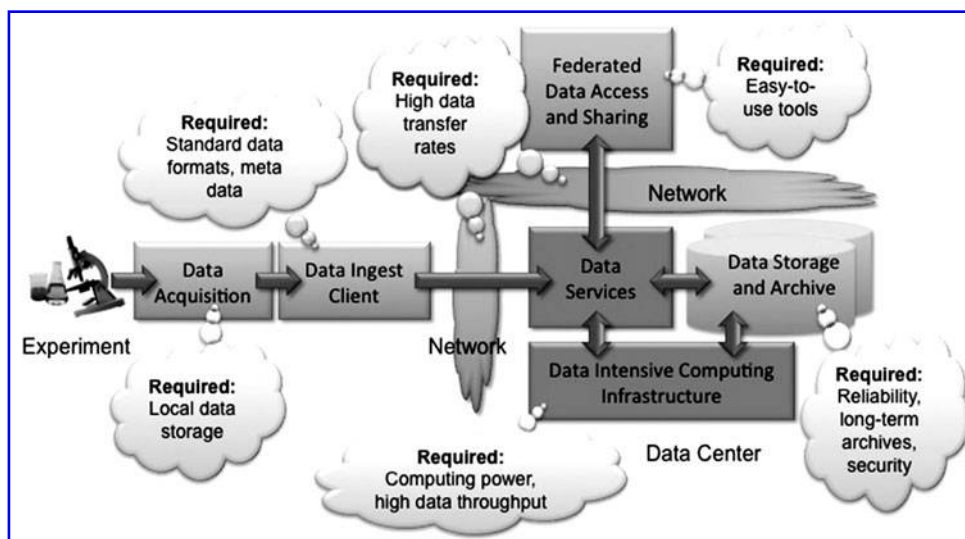 Required:
Standard data
formats, meta
data
Required:
High data
transfer
rates
Federated
Data Access
and Sharing
Required:
Easy-to-
use tools
Network
Experiment
Data
Acquisition
Data Ingest
Client
Network
Data
Services
Data Storage
and Archive
Required:
Local data
storage
Data Intensive Computing
Infrastructure
Required:
Computing power,
high data throughput
Data Center
Required:
Reliability,
long-term
archives,
security